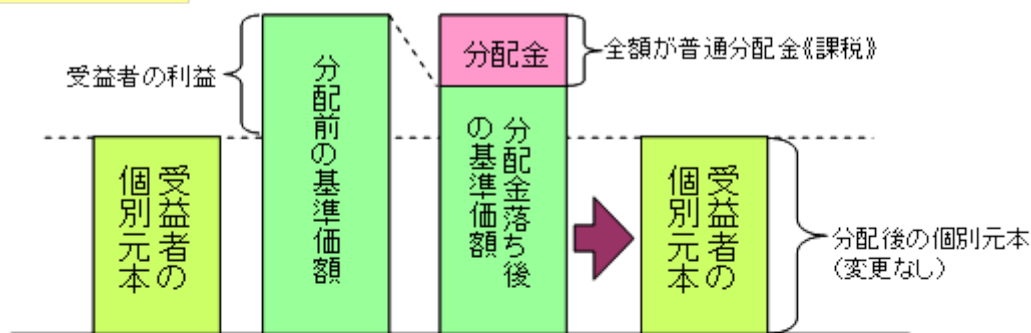 受益者の利益
受益者の
個別元本
分配前の基準価額
分配金
全額が普通分配金《課税》
分配金落ち後
の基準価額
受益者の
個別元本
分配後の個別元本
(変更なし)